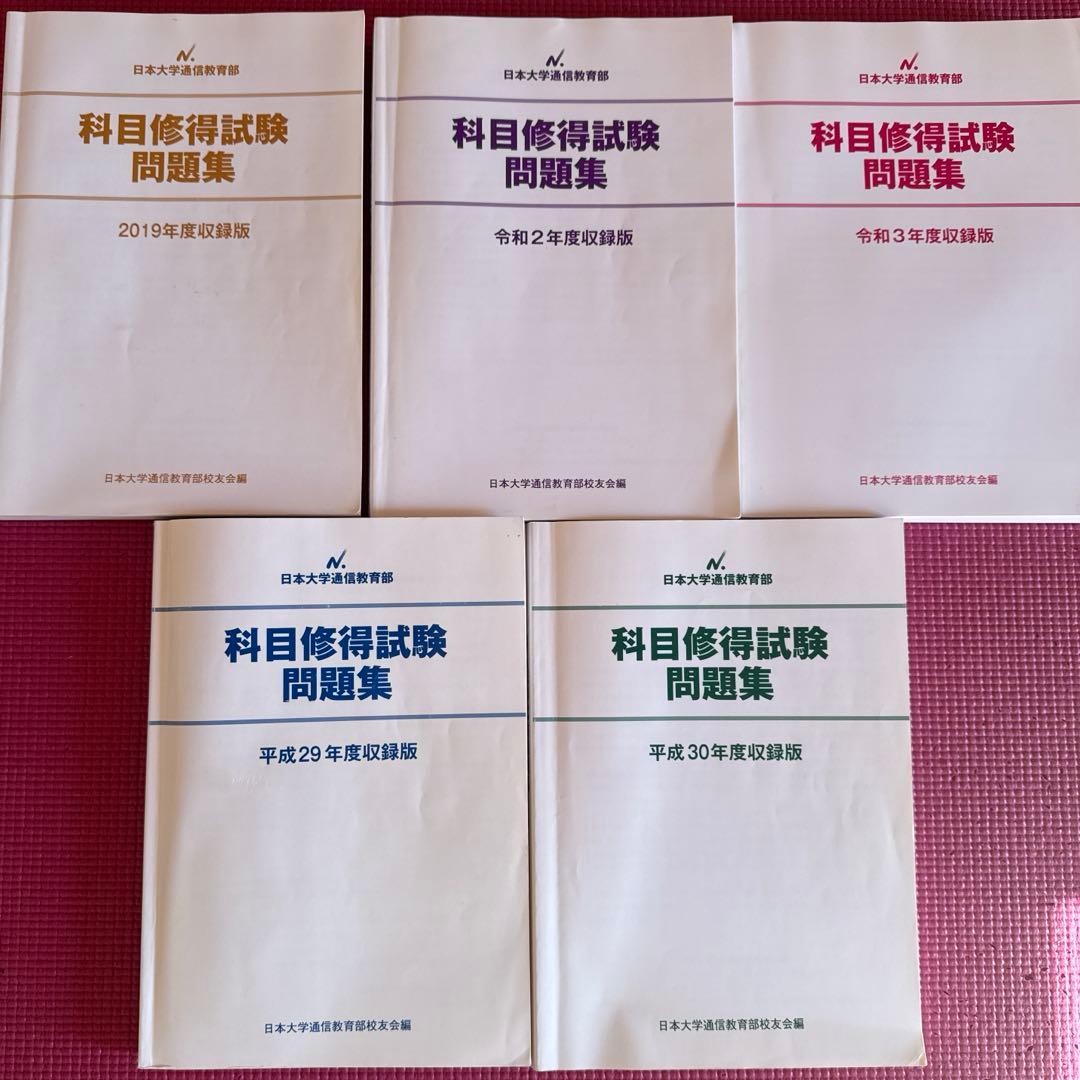 N.
日本大学通信教育部
科目修得試験
問題集
2019年度収録版
日本大学通信教育部校友会編
N.
日本大学通信教育部
科目修得試験
問題集
令和2年度収録版
日本大学通信教育部校友会編
N.
日本大学通信教育部
科目修得試験
問題集
令和3年度収録版
日本大学通信教育部校友会編
N.
日本大学通信教育部
科目修得試験
問題集
平成29年度収録版
日本大学通信教育部校友会編
N.
日本大学通信教育部
科目修得試験
問題集
平成30年度収録版
日本大学通信教育部校友会編